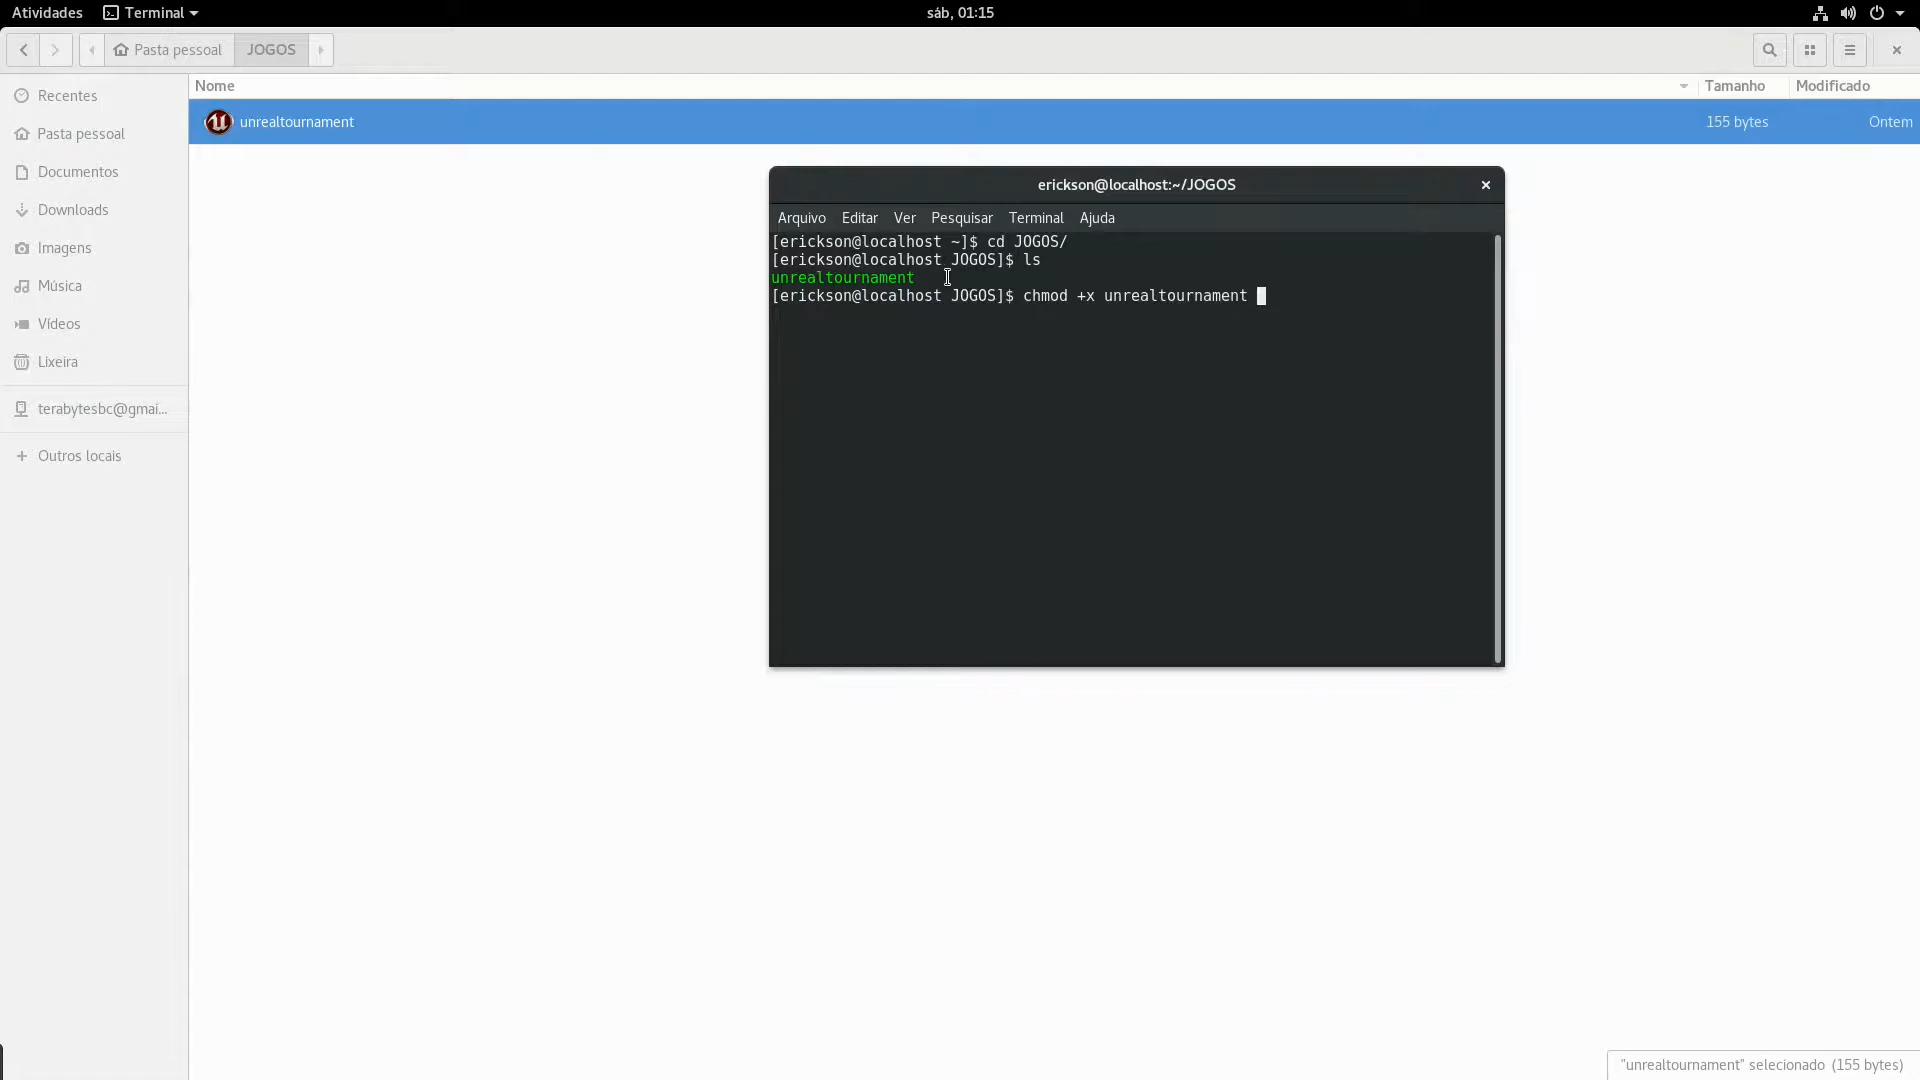 Atividades Terminal sáb, 01:15
Pasta pessoal JOGOS
Nome Tamanho Modificado
unrealtournament 155 bytes Ontem
Recentes
Pasta pessoal
Documentos
Downloads
Imagens
Música
Vídeos
Lixeira
terabytesbc@gmai...
Outros locais
erickson@localhost:~/JOGOS
Arquivo Editar Ver Pesquisar Terminal Ajuda
[erickson@localhost ~]$ cd JOGOS/
[erickson@localhost JOGOS]$ ls
unrealtournament
[erickson@localhost JOGOS]$ chmod +x unrealtournament
"unrealtournament" selecionado (155 bytes)